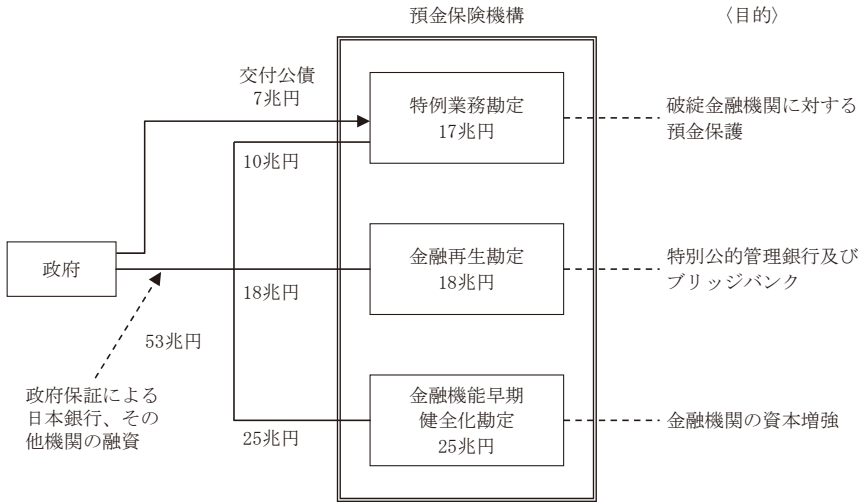 預金保険機構
〈目的〉
交付公債
7兆円
特例業務勘定
17兆円
破綻金融機関に対する
預金保護
10兆円
政府
金融再生勘定
18兆円
特別公的管理銀行及び
ブリッジバンク
18兆円
53兆円
政府保証による
日本銀行、その
他機関の融資
金融機能早期
健全化勘定
25兆円
金融機関の資本増強
25兆円